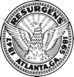 RESURGENS
ATLANTA, GA.
1847
1865